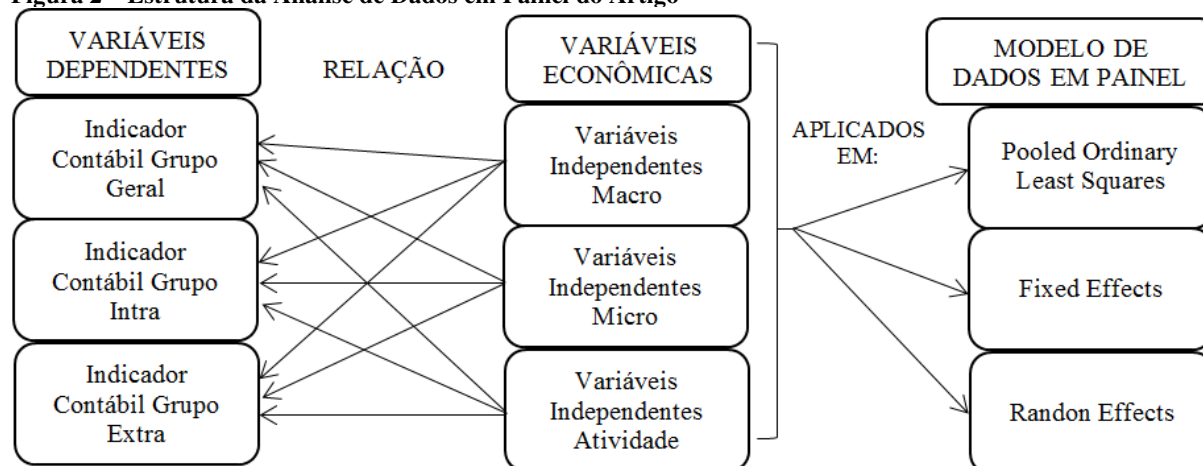 Figura 2 – Estrutura da Análise de Dados em Painel do Artigo
VARIÁVEIS
DEPENDENTES
RELAÇÃO
VARIÁVEIS
ECONÔMICAS
MODELO DE
DADOS EM PAINEL
Indicador
Contábil Grupo
Geral
Variáveis
Independentes
Macro
APLICADOS
EM:
Pooled Ordinary
Least Squares
Indicador
Contábil Grupo
Intra
Variáveis
Independentes
Micro
Fixed Effects
Indicador
Contábil Grupo
Extra
Variáveis
Independentes
Atividade
Randon Effects